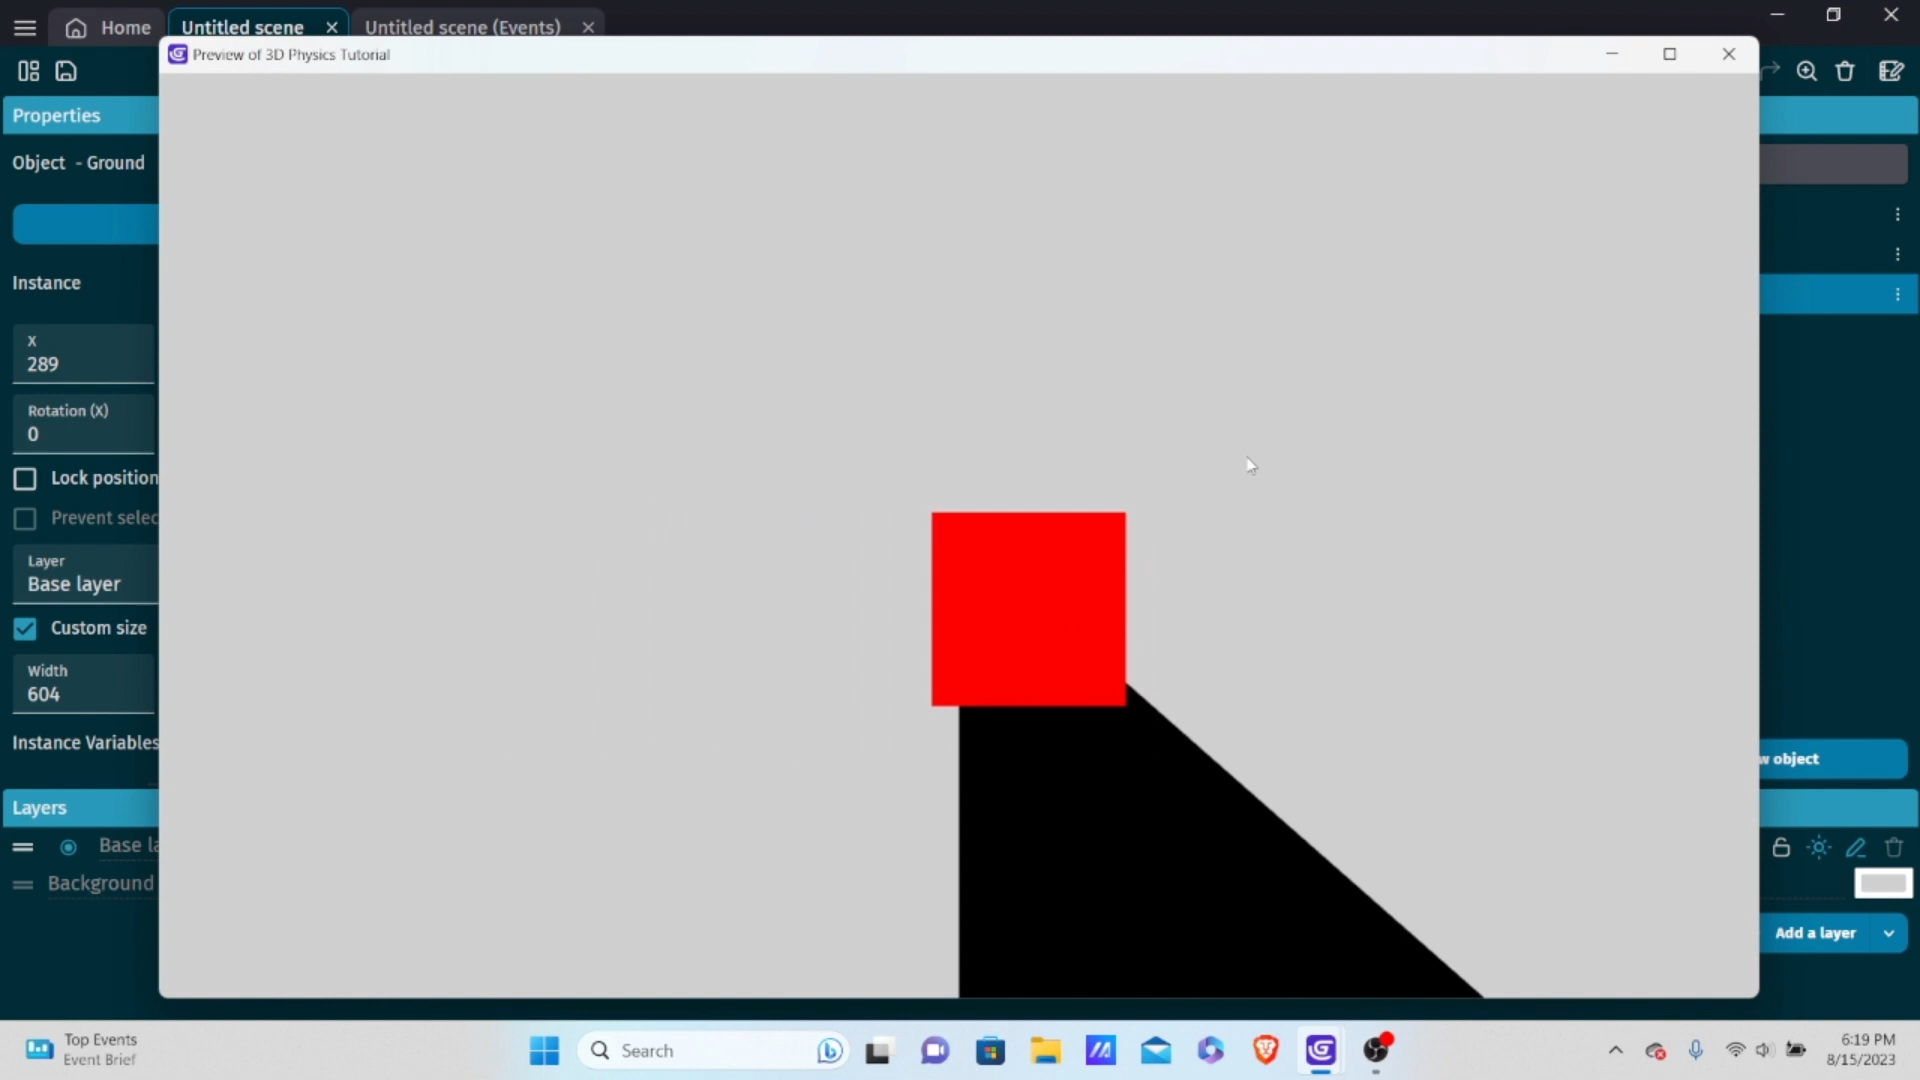 Home
Untitled scene
Untitled scene (Events)
Preview of 3D Physics Tutorial
Properties
Object - Ground
Instance
X
289
Rotation (X)
0
Lock position
Prevent selec
Layer
Base layer
Custom size
Width
604
Instance Variables
w object
Layers
Base la
Background
Add a layer
Top Events
Event Brief
Search
6:19 PM
8/15/2023